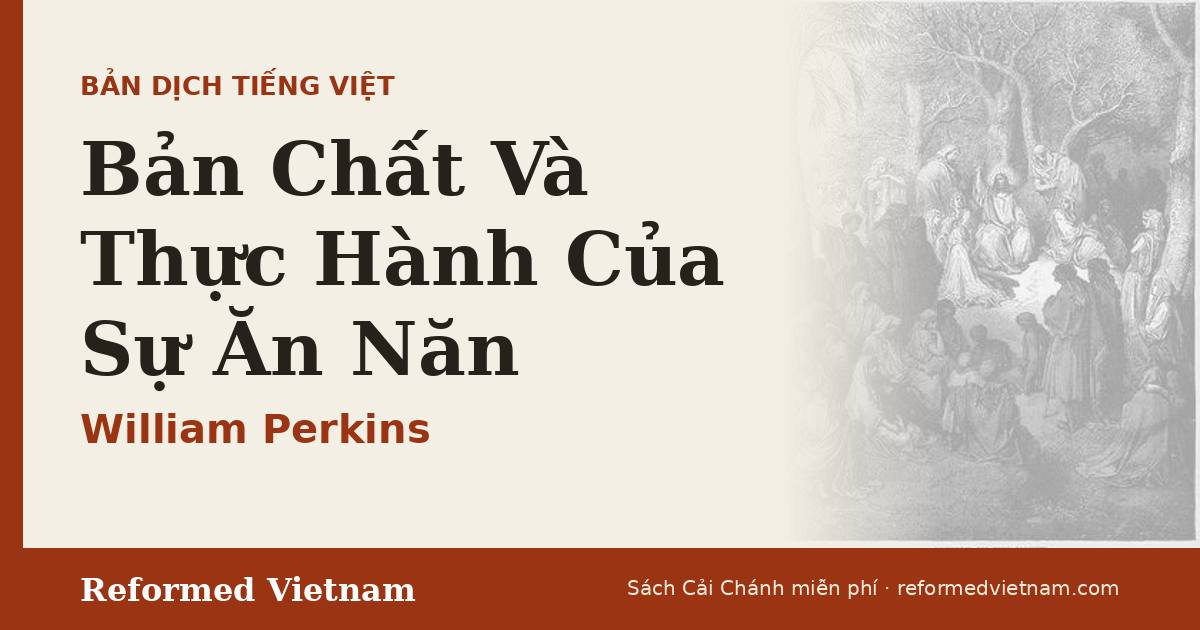 BẢN DỊCH TIẾNG VIỆT
Bản Chất Và
Thực Hành Của
Sự Ăn Năn
William Perkins
Reformed Vietnam
Sách Cải Chánh miễn phí · reformedvietnam.com